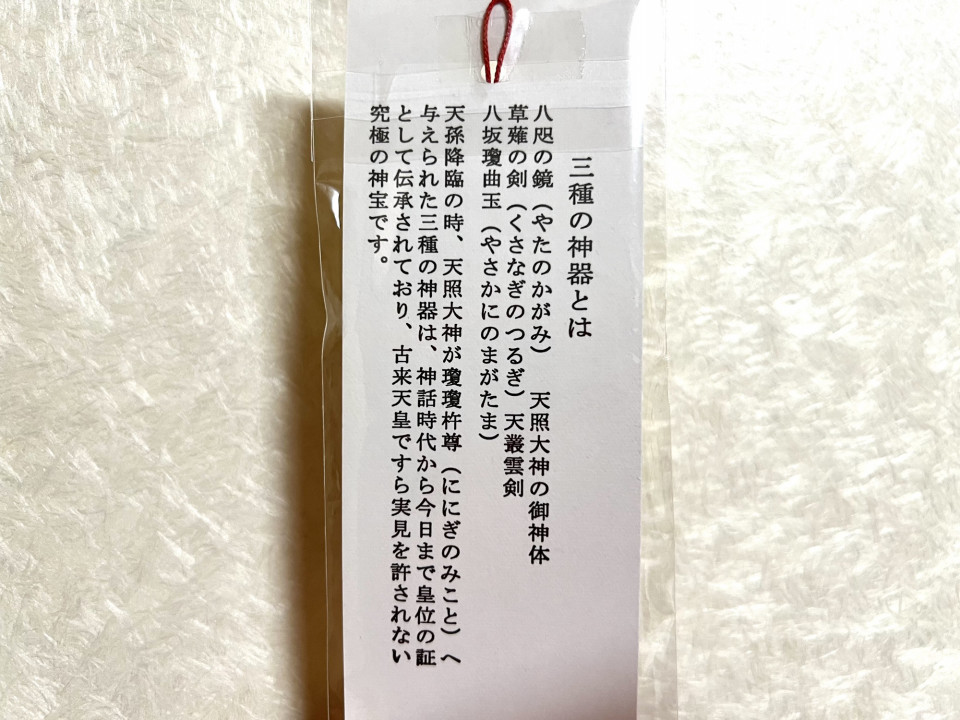 三種の神器とは
八咫の鏡（やたのかがみ）　天照大神の御神体
草薙の剣（くさなぎのつるぎ）天叢雲剣
八坂瓊曲玉（やさかにのまがたま）
天孫降臨の時、天照大神が瓊瓊杵尊（ににぎのみこと）へ
与えられた三種の神器は、神話時代から今日まで皇位の証
として伝承されており、古来天皇ですら実見を許されない
究極の神宝です。